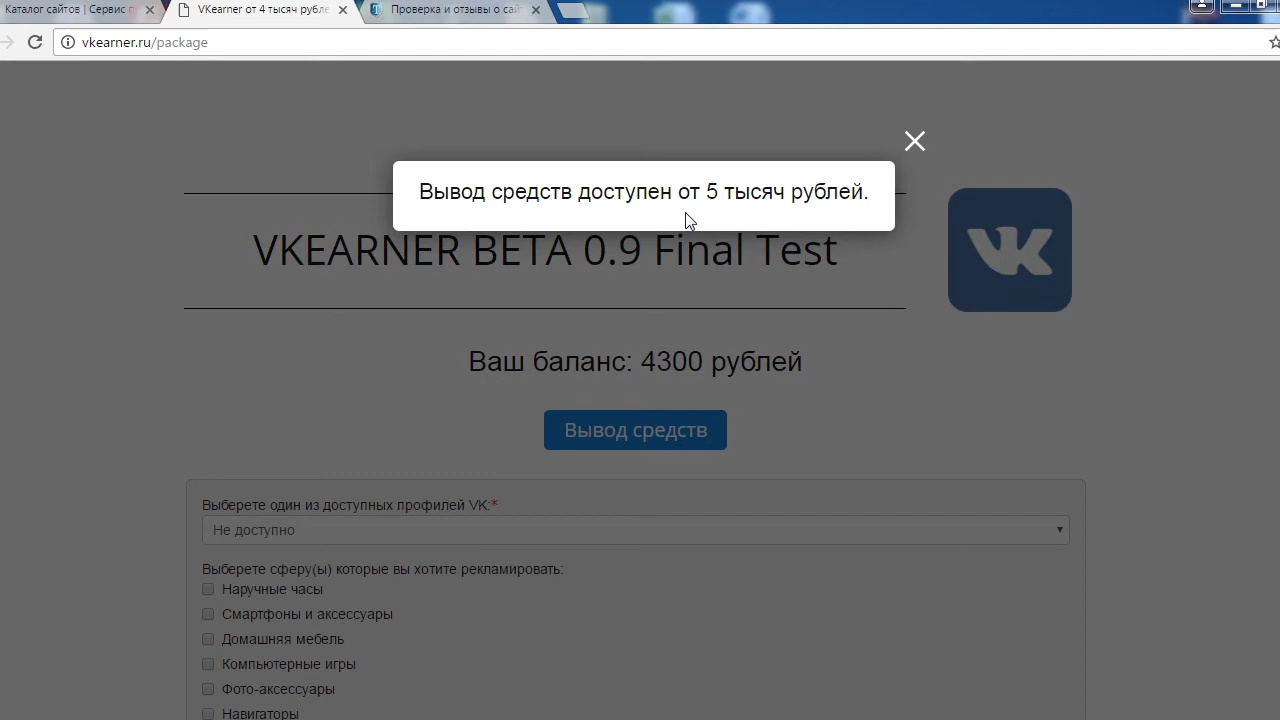 Каталог сайтов | Сервис п
VKearner от 4 тысяч рубле
Проверка и отзывы о сай
vkearner.ru/package
Вывод средств доступен от 5 тысяч рублей.
VKEARNER BETA 0.9 Final Test
Ваш баланс: 4300 рублей
Вывод средств
Выберете один из доступных профилей VK:*
Не доступно
Выберете сферу(ы) которые вы хотите рекламировать:
Наручные часы
Смартфоны и аксессуары
Домашняя мебель
Компьютерные игры
Фото-аксессуары
Навигаторы